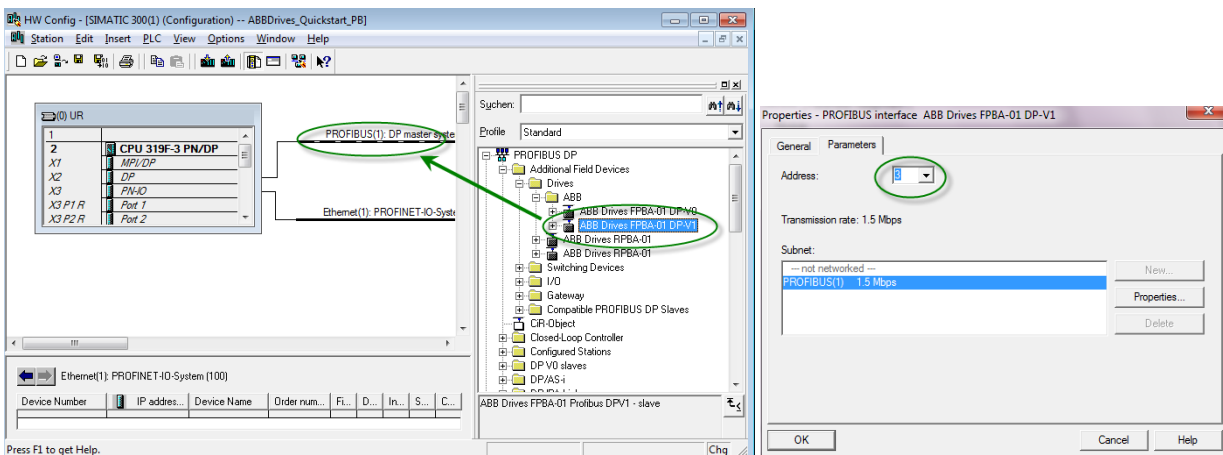 HW Config - [SIMATIC 300(1) (Configuration) -- ABBDrives_Quickstart_PB]
Station Edit Insert PLC View Options Window Help
(0) UR
1
2 CPU 319F-3 PN/DP
X1 MPI/DP
X2 DP
X3 PN-IO
X3 P1 R Port 1
X3 P2 R Port 2
PROFIBUS(1): DP master syste
Ethernet(1): PROFINET-IO-Syste
Suchen:
Profile Standard
PROFIBUS DP
Additional Field Devices
Drives
ABB
ABB Drives FPBA-01 DP-V0
ABB Drives FPBA-01 DP-V1
ABB Drives RPBA-01
ABB Drives RPBA-01
Switching Devices
I/O
Gateway
Compatible PROFIBUS DP Slaves
CiR-Object
Closed-Loop Controller
Configured Stations
DP V0 slaves
DP/AS-i
ABB Drives FPBA-01 Profibus DPV1 - slave
Ethernet(1): PROFINET-IO-System (100)
Device Number IP addres... Device Name Order num... Fi... D... In... S... C...
Press F1 to get Help.
Chg
Properties - PROFIBUS interface ABB Drives FPBA-01 DP-V1
General Parameters
Address: 3
Transmission rate: 1.5 Mbps
Subnet:
--- not networked ---
PROFIBUS(1) 1.5 Mbps
New...
Properties...
Delete
OK Cancel Help